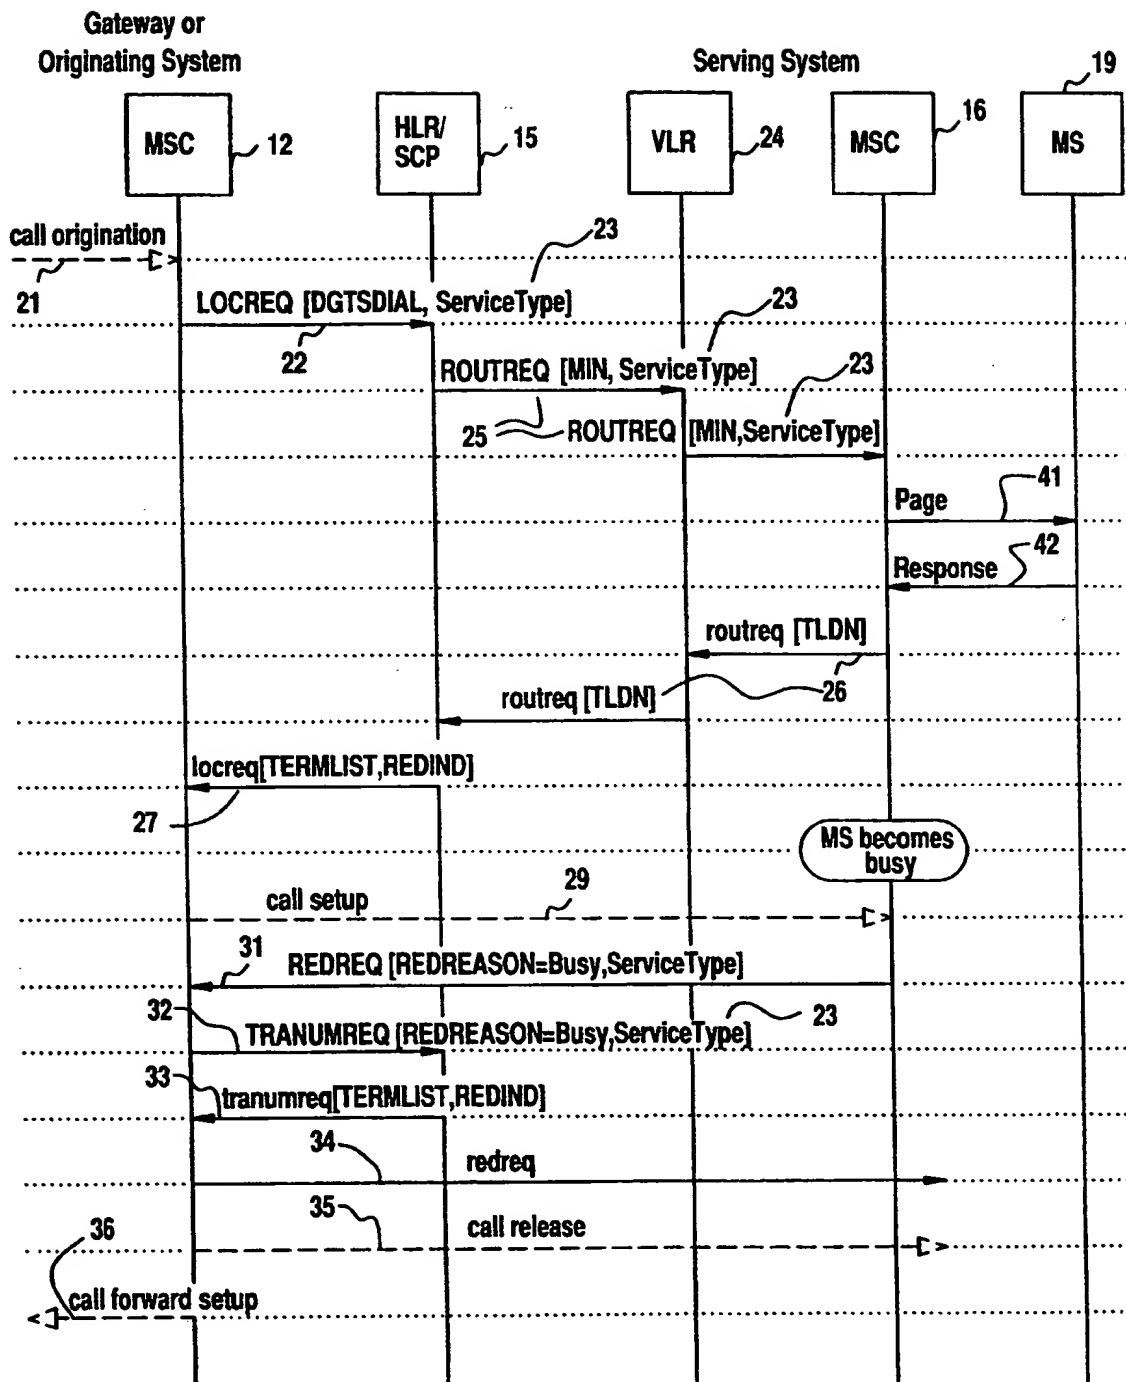 Gateway or
Originating System
Serving System
19
MSC
12
HLR/
SCP
15
VLR
24
MSC
16
MS
call origination
21
23
LOCREQ [DGTSDIAL, ServiceType]
22
23
ROUTREQ [MIN, ServiceType]
23
25
ROUTREQ [MIN,ServiceType]
Page
41
Response
42
routreq [TLDN]
26
routreq [TLDN]
locreq[TERMLIST,REDIND]
27
MS becomes
busy
call setup
29
31
REDREQ [REDREASON=Busy,ServiceType]
32
TRANUMREQ [REDREASON=Busy,ServiceType]
23
33
tranumreq[TERMLIST,REDIND]
34
redreq
35
call release
36
call forward setup